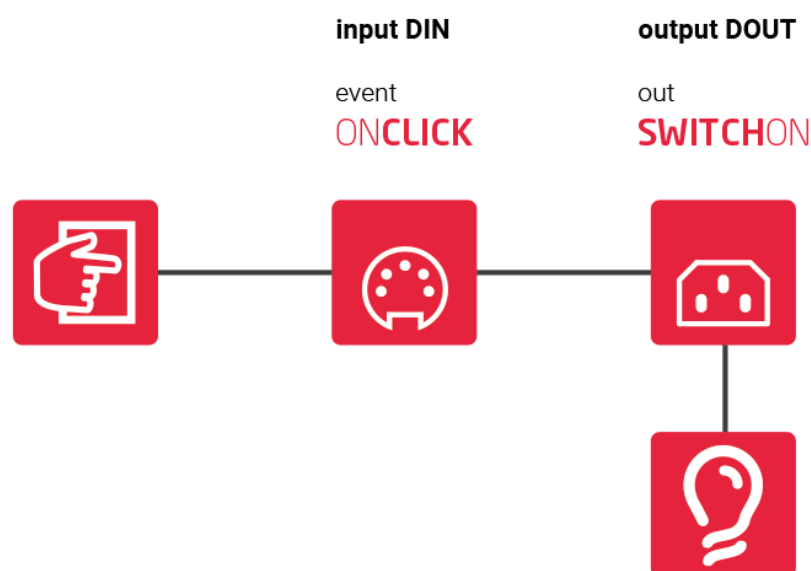 input DIN
output DOUT
event
out
ONCLICK
SWITCHON